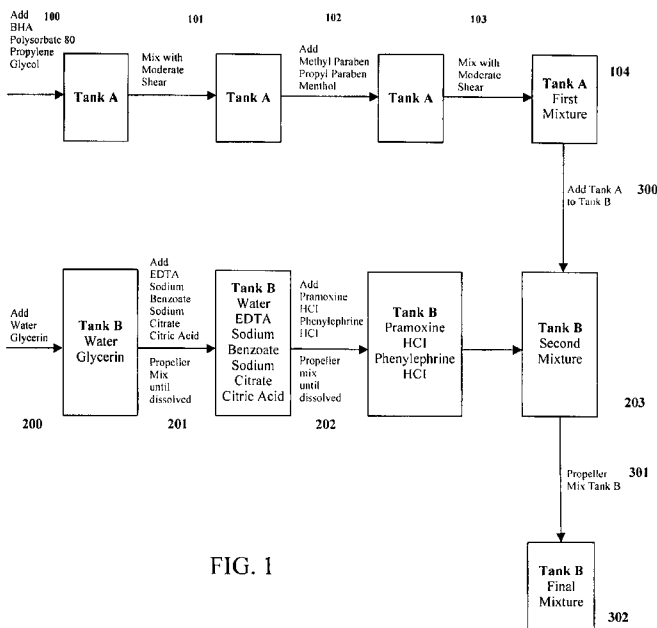 Add 100
BHA
Polysorbate 80
Propylene
Glycol
Tank A
101
Mix with
Moderate
Shear
Tank A
102
Add
Methyl Paraben
Propyl Paraben
Menthol
Tank A
103
Mix with
Moderate
Shear
Tank A
First
Mixture
104
Add Tank A
to Tank B
300
Add
Water
Glycerin
200
Tank B
Water
Glycerin
Add
EDTA
Sodium
Benzoate
Sodium
Citrate
Citric Acid
Propeller
Mix
until
dissolved
201
Tank B
Water
EDTA
Sodium
Benzoate
Sodium
Citrate
Citric Acid
Add
Pramoxine
HCl
Phenylephrine
HCl
Propeller
mix
until
dissolved
202
Tank B
Pramoxine
HCI
Phenylephrine
HCI
Tank B
Second
Mixture
203
Propeller
Mix Tank B
301
Tank B
Final
Mixture
302
FIG. 1